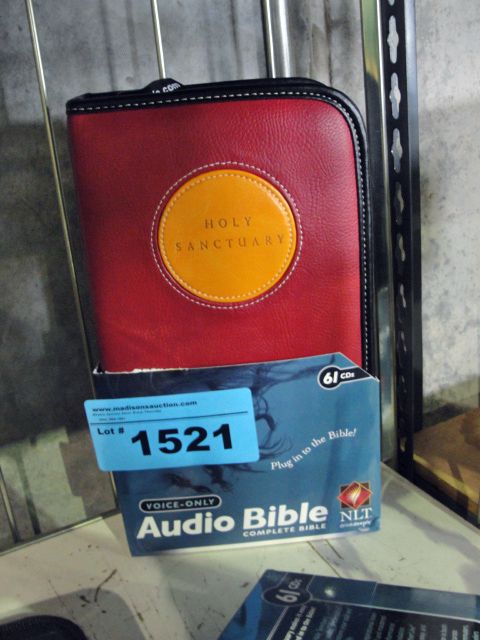 HOLY
SANCTUARY
61 CDs
www.madisonsauction.com
Lot # 1521
Plug in to the Bible!
VOICE-ONLY
Audio Bible
COMPLETE BIBLE
NLT
61 CDs